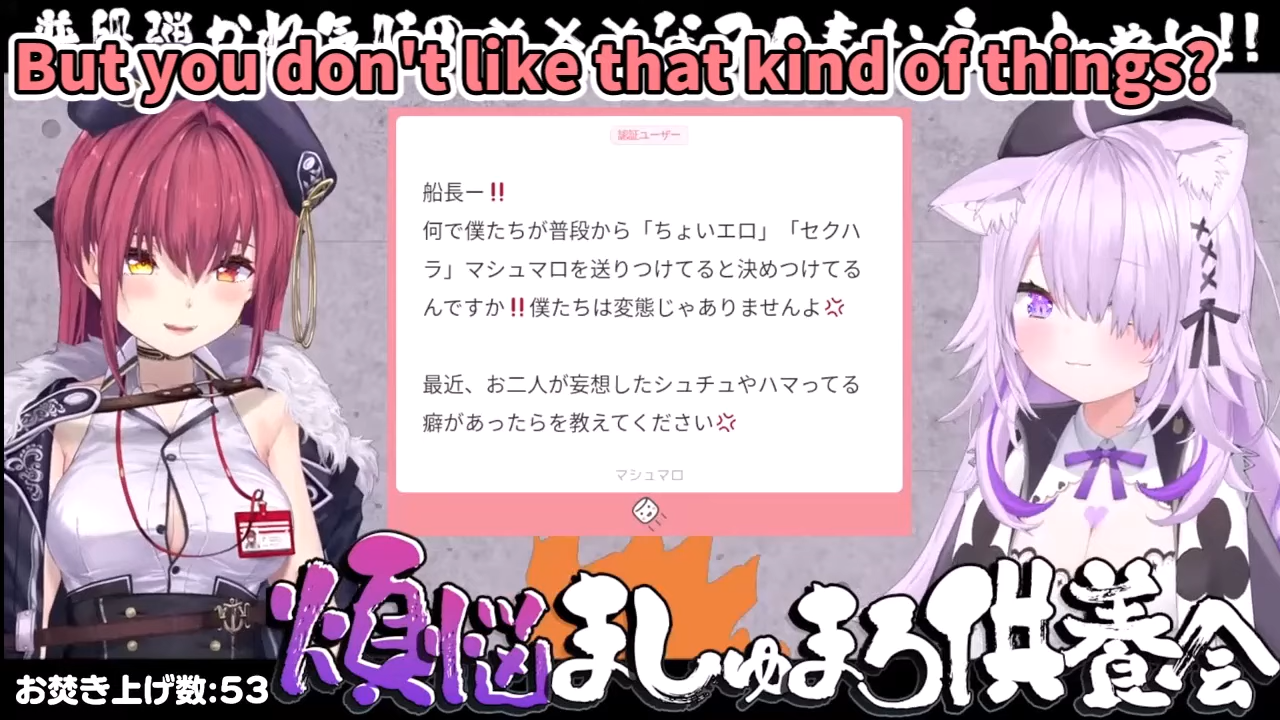 But you don't like that kind of things?
認証ユーザー
船長ー‼
何で僕たちが普段から「ちょいエロ」「セクハ
ラ」マシュマロを送りつけてると決めつけてる
んですか‼僕たちは変態じゃありませんよ💢
最近、お二人が妄想したシュチュやハマってる
癖があったらを教えてください💢
マシュマロ
煩悩ましゅまろ供養会
お焚き上げ数:53